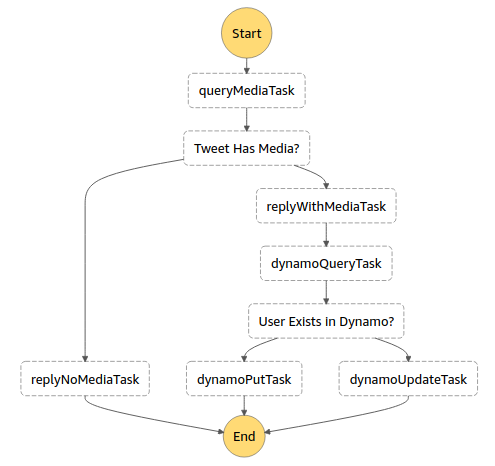 Start
queryMediaTask
Tweet Has Media?
replyWithMediaTask
dynamoQueryTask
User Exists in Dynamo?
replyNoMediaTask
dynamoPutTask
dynamoUpdateTask
End